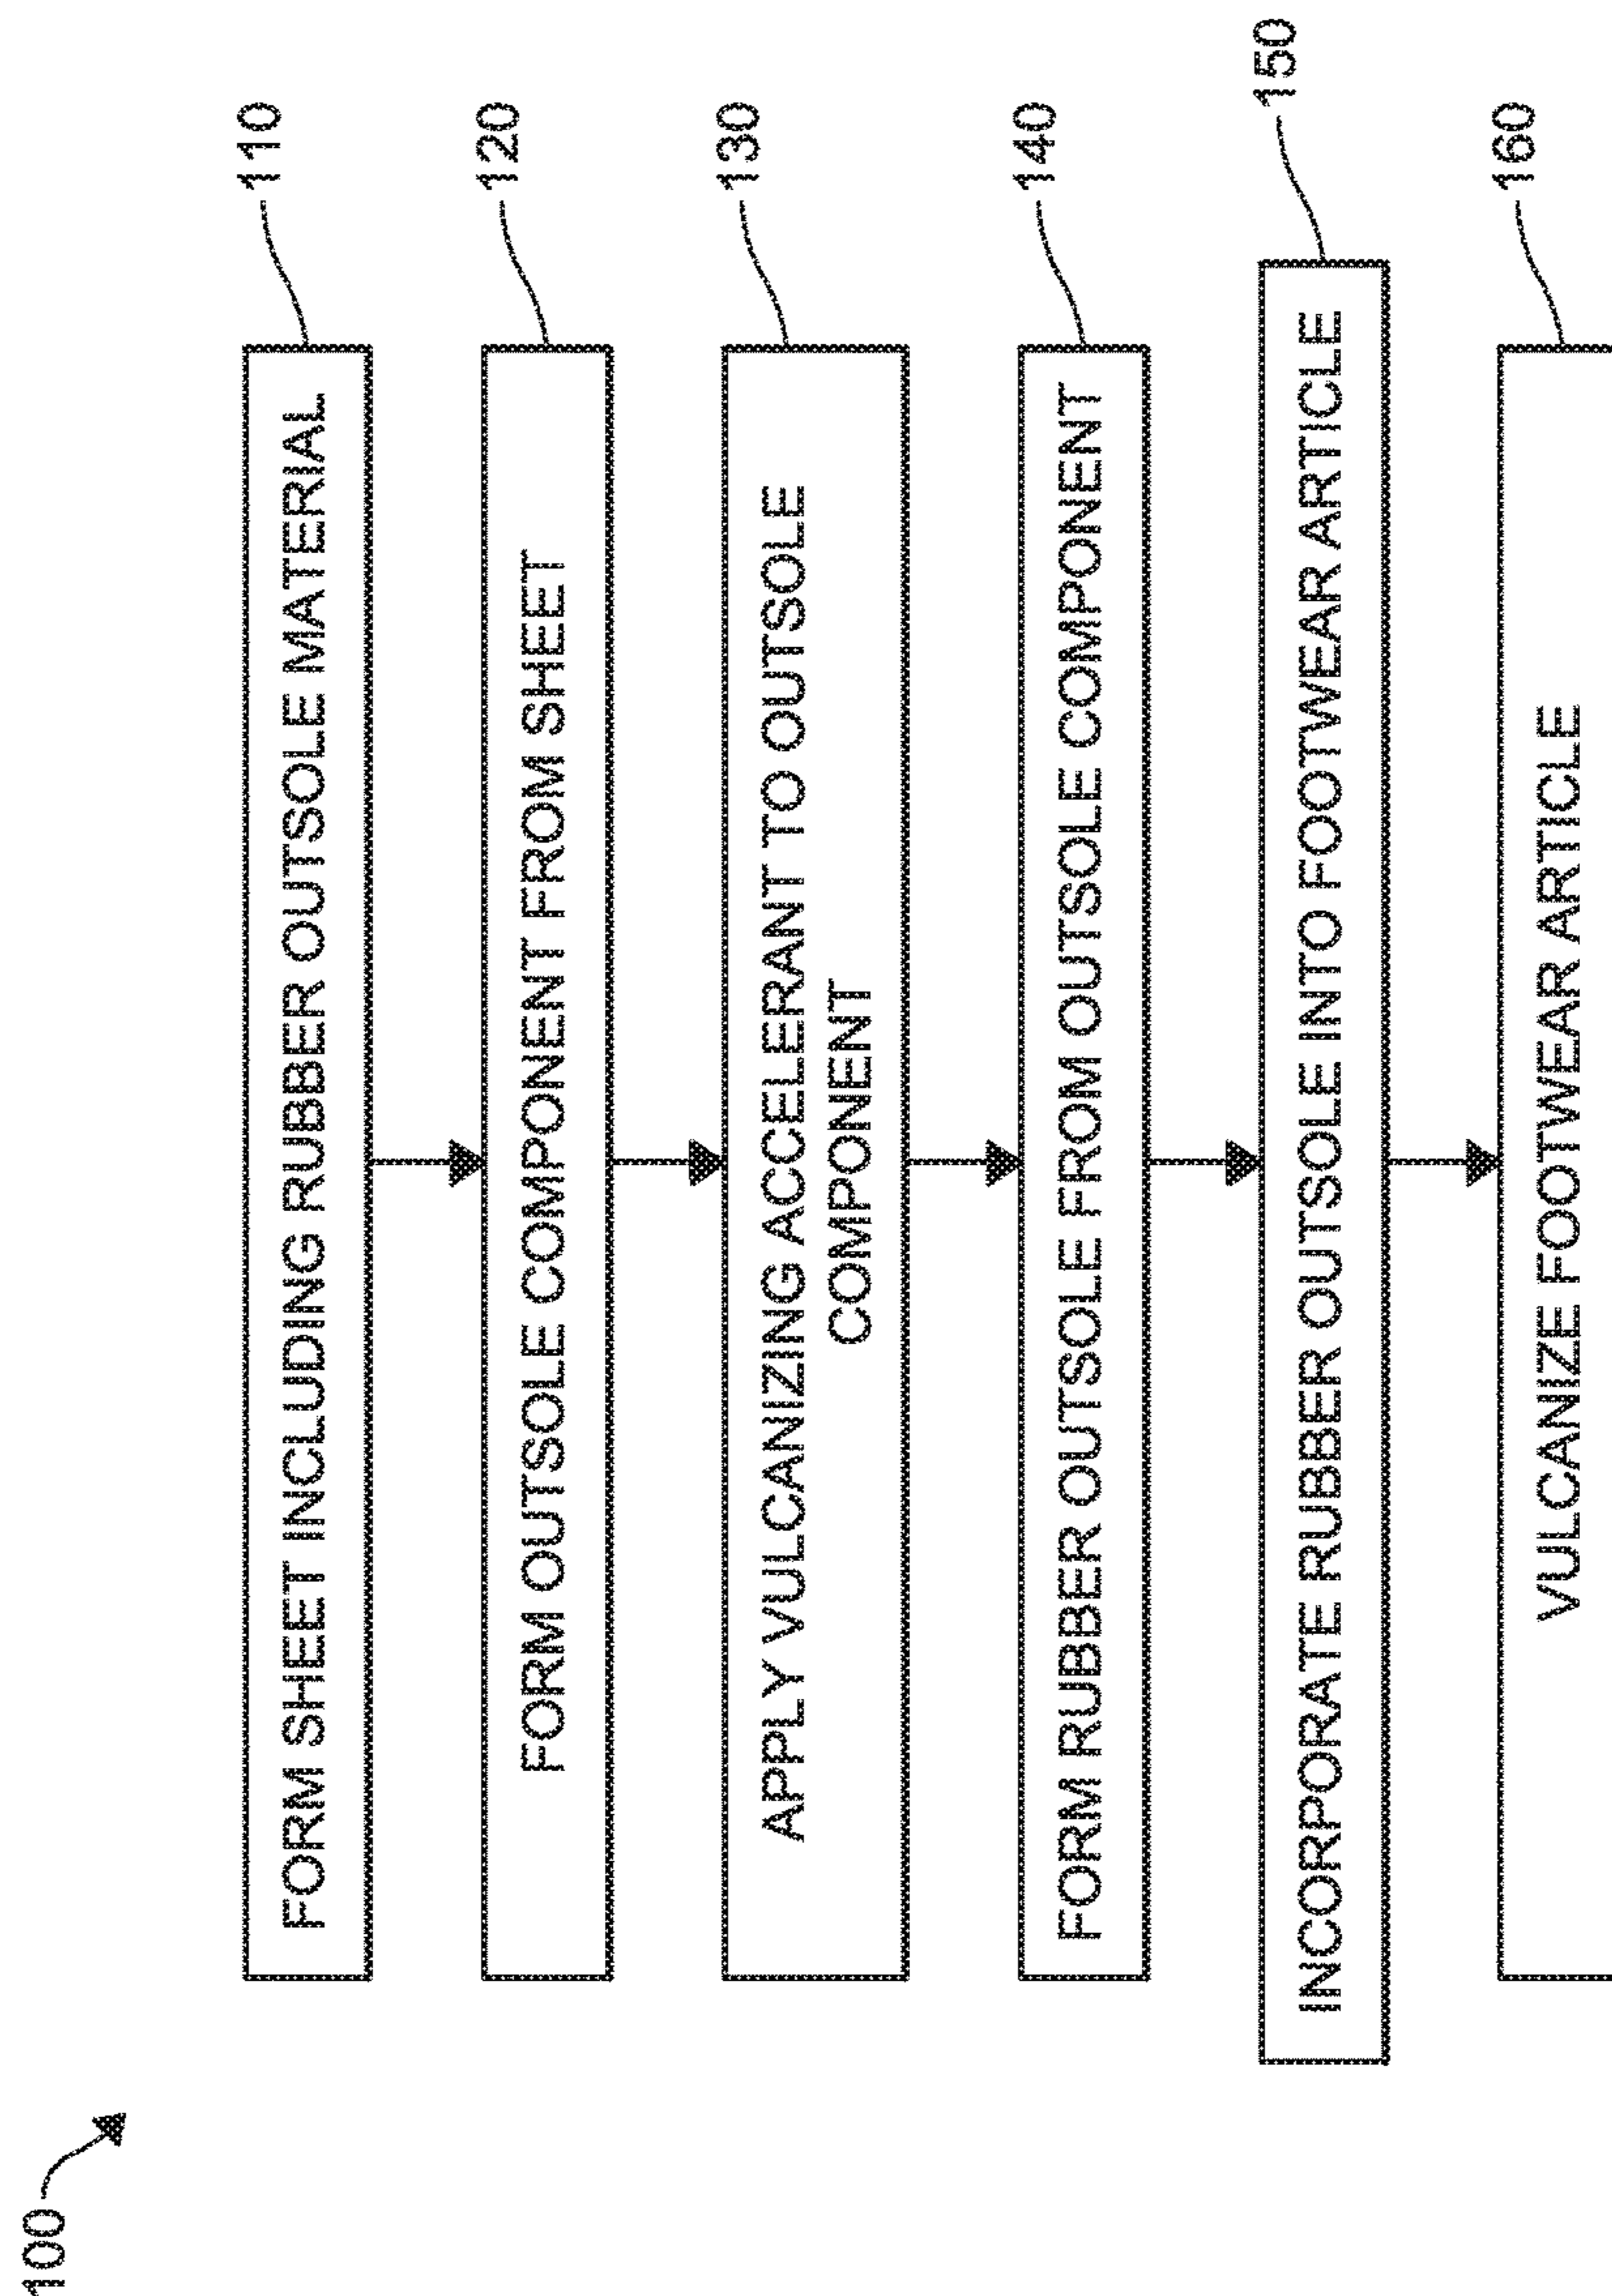 100
FORM SHEET INCLUDING RUBBER OUTSOLE MATERIAL
110
FORM OUTSOLE COMPONENT FROM SHEET
120
APPLY VULCANIZING ACCELERANT TO OUTSOLE
COMPONENT
130
FORM RUBBER OUTSOLE FROM OUTSOLE COMPONENT
140
INCORPORATE RUBBER OUTSOLE INTO FOOTWEAR ARTICLE
150
VULCANIZE FOOTWEAR ARTICLE
160